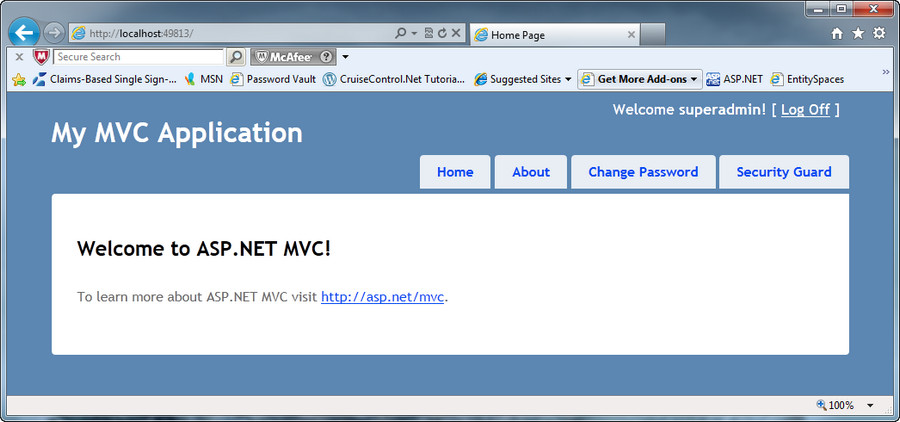 http://localhost:49813/
Home Page
x Secure Search McAfee ?
Claims-Based Single Sign-... MSN Password Vault CruiseControl.Net Tutoria... Suggested Sites Get More Add-ons ASP.NET EntitySpaces »
Welcome superadmin! [ Log Off ]
My MVC Application
Home About Change Password Security Guard
Welcome to ASP.NET MVC!
To learn more about ASP.NET MVC visit http://asp.net/mvc.
100%